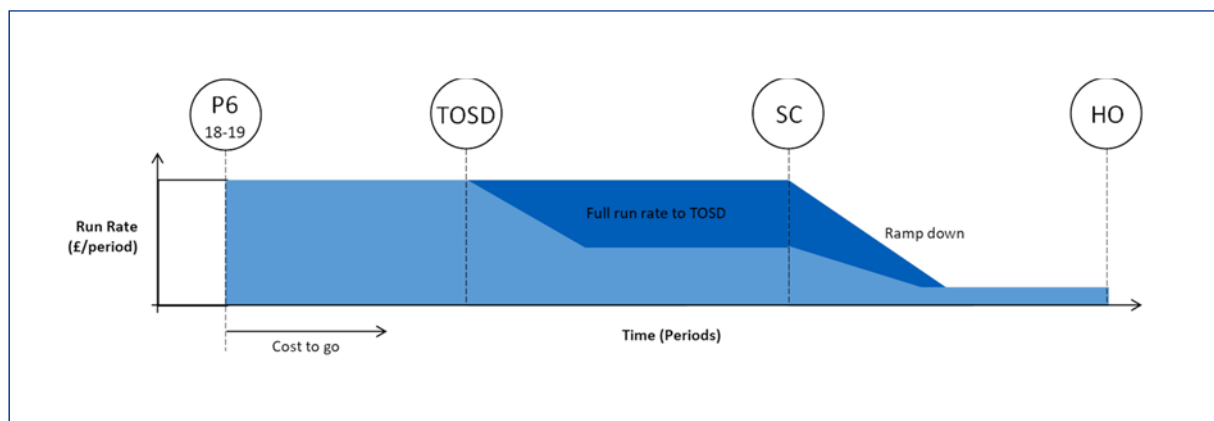 P6
18-19
TOSD
SC
HO
Run Rate
(£/period)
Full run rate to TOSD
Ramp down
Cost to go
Time (Periods)